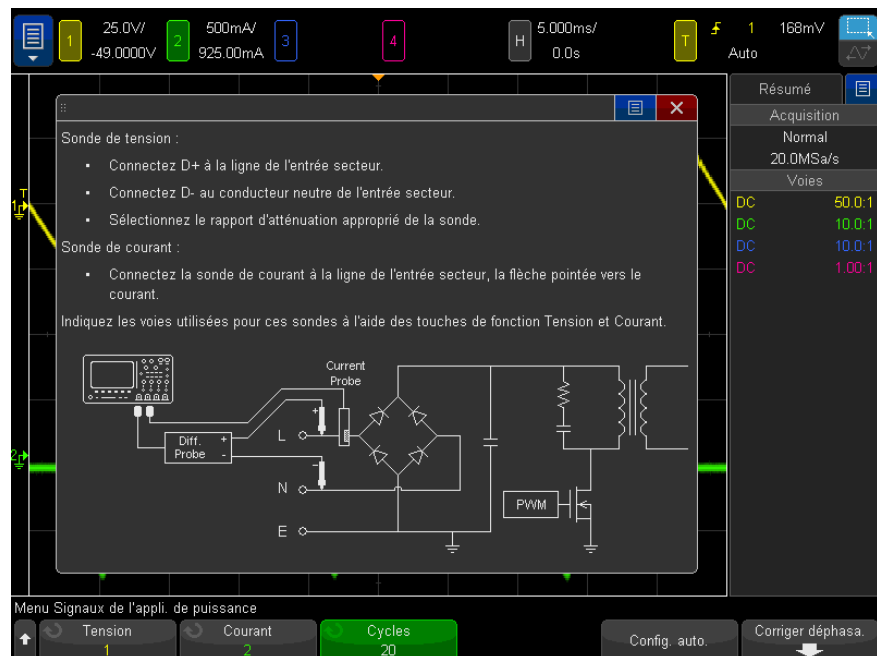 1
25.0V/
-49.0000V
2
500mA/
925.00mA
3
4
H
5.000ms/
0.0s
T
1
168mV
Auto
Résumé
Acquisition
Normal
20.0MSa/s
Voies
DC 50.0:1
DC 10.0:1
DC 10.0:1
DC 1.00:1
T
1
2
Sonde de tension :
▪ Connectez D+ à la ligne de l'entrée secteur.
▪ Connectez D- au conducteur neutre de l'entrée secteur.
▪ Sélectionnez le rapport d'atténuation approprié de la sonde.
Sonde de courant :
▪ Connectez la sonde de courant à la ligne de l'entrée secteur, la flèche pointée vers le
courant.
Indiquez les voies utilisées pour ces sondes à l'aide des touches de fonction Tension et Courant.
Current
Probe
Diff. +
Probe -
+
-
L
N
E
PWM
Menu Signaux de l'appli. de puissance
Tension
1
Courant
2
Cycles
20
Config. auto.
Corriger déphasa.